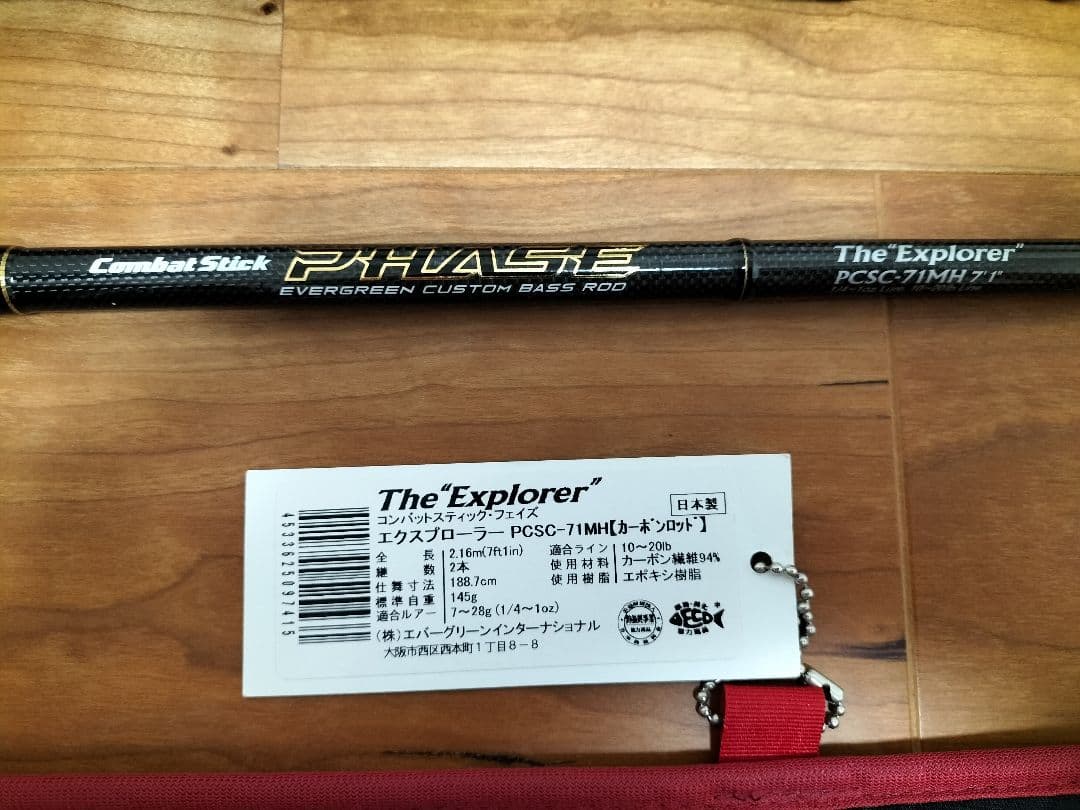 Combat Stick PHASE
EVERGREEN CUSTOM BASS ROD
The "Explorer"
PCSC-71MH 7'1"
The "Explorer"
コンバットスティック・フェイズ
日本製
エクスプローラー PCSC-71MH【カーボンロッド】
全長 2.16m(7ft1in)
継数 2本
仕舞寸法 188.7cm
標準自重 145g
適合ルアー 7～28g(1/4～1oz)
適合ライン 10～20lb
使用材料 カーボン繊維94%
使用樹脂 エポキシ樹脂
(株)エバーグリーンインターナショナル
大阪市西区西本町1丁目8-8
4533625097415